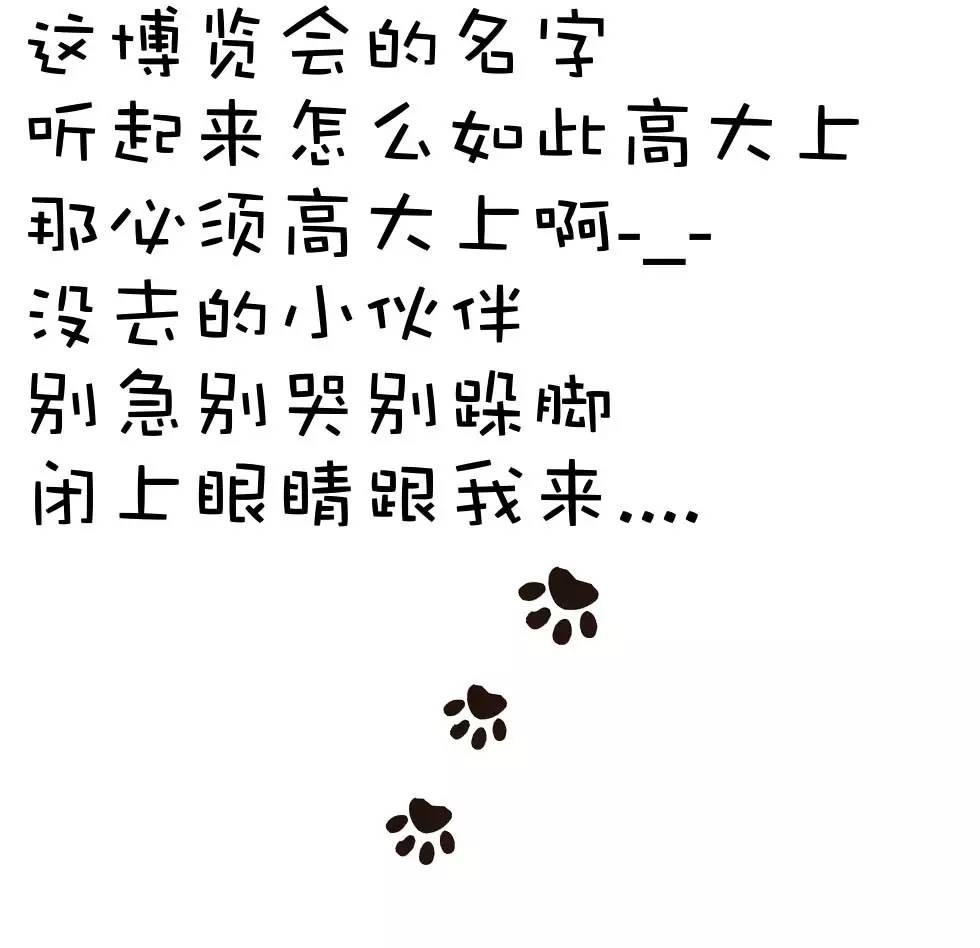 这博览会的名字
听起来怎么如此高大上
那必须高大上啊-_-
没去的小伙伴
别急别哭别跺脚
闭上眼睛跟我来....